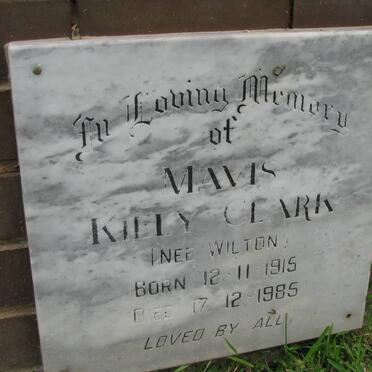 In Loving Memory
of
MAVIS
KIELY CLARK
(NEE WILTON)
BORN 12-11-1915
DIED 17-12-1985
LOVED BY ALL